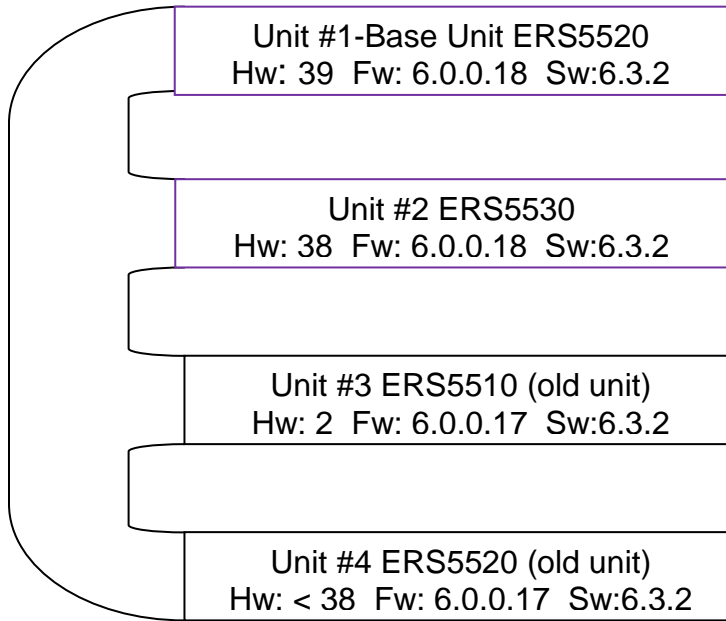 Unit #1-Base Unit ERS5520
Hw: 39 Fw: 6.0.0.18 Sw:6.3.2
Unit #2 ERS5530
Hw: 38 Fw: 6.0.0.18 Sw:6.3.2
Unit #3 ERS5510 (old unit)
Hw: 2 Fw: 6.0.0.17 Sw:6.3.2
Unit #4 ERS5520 (old unit)
Hw: < 38 Fw: 6.0.0.17 Sw:6.3.2